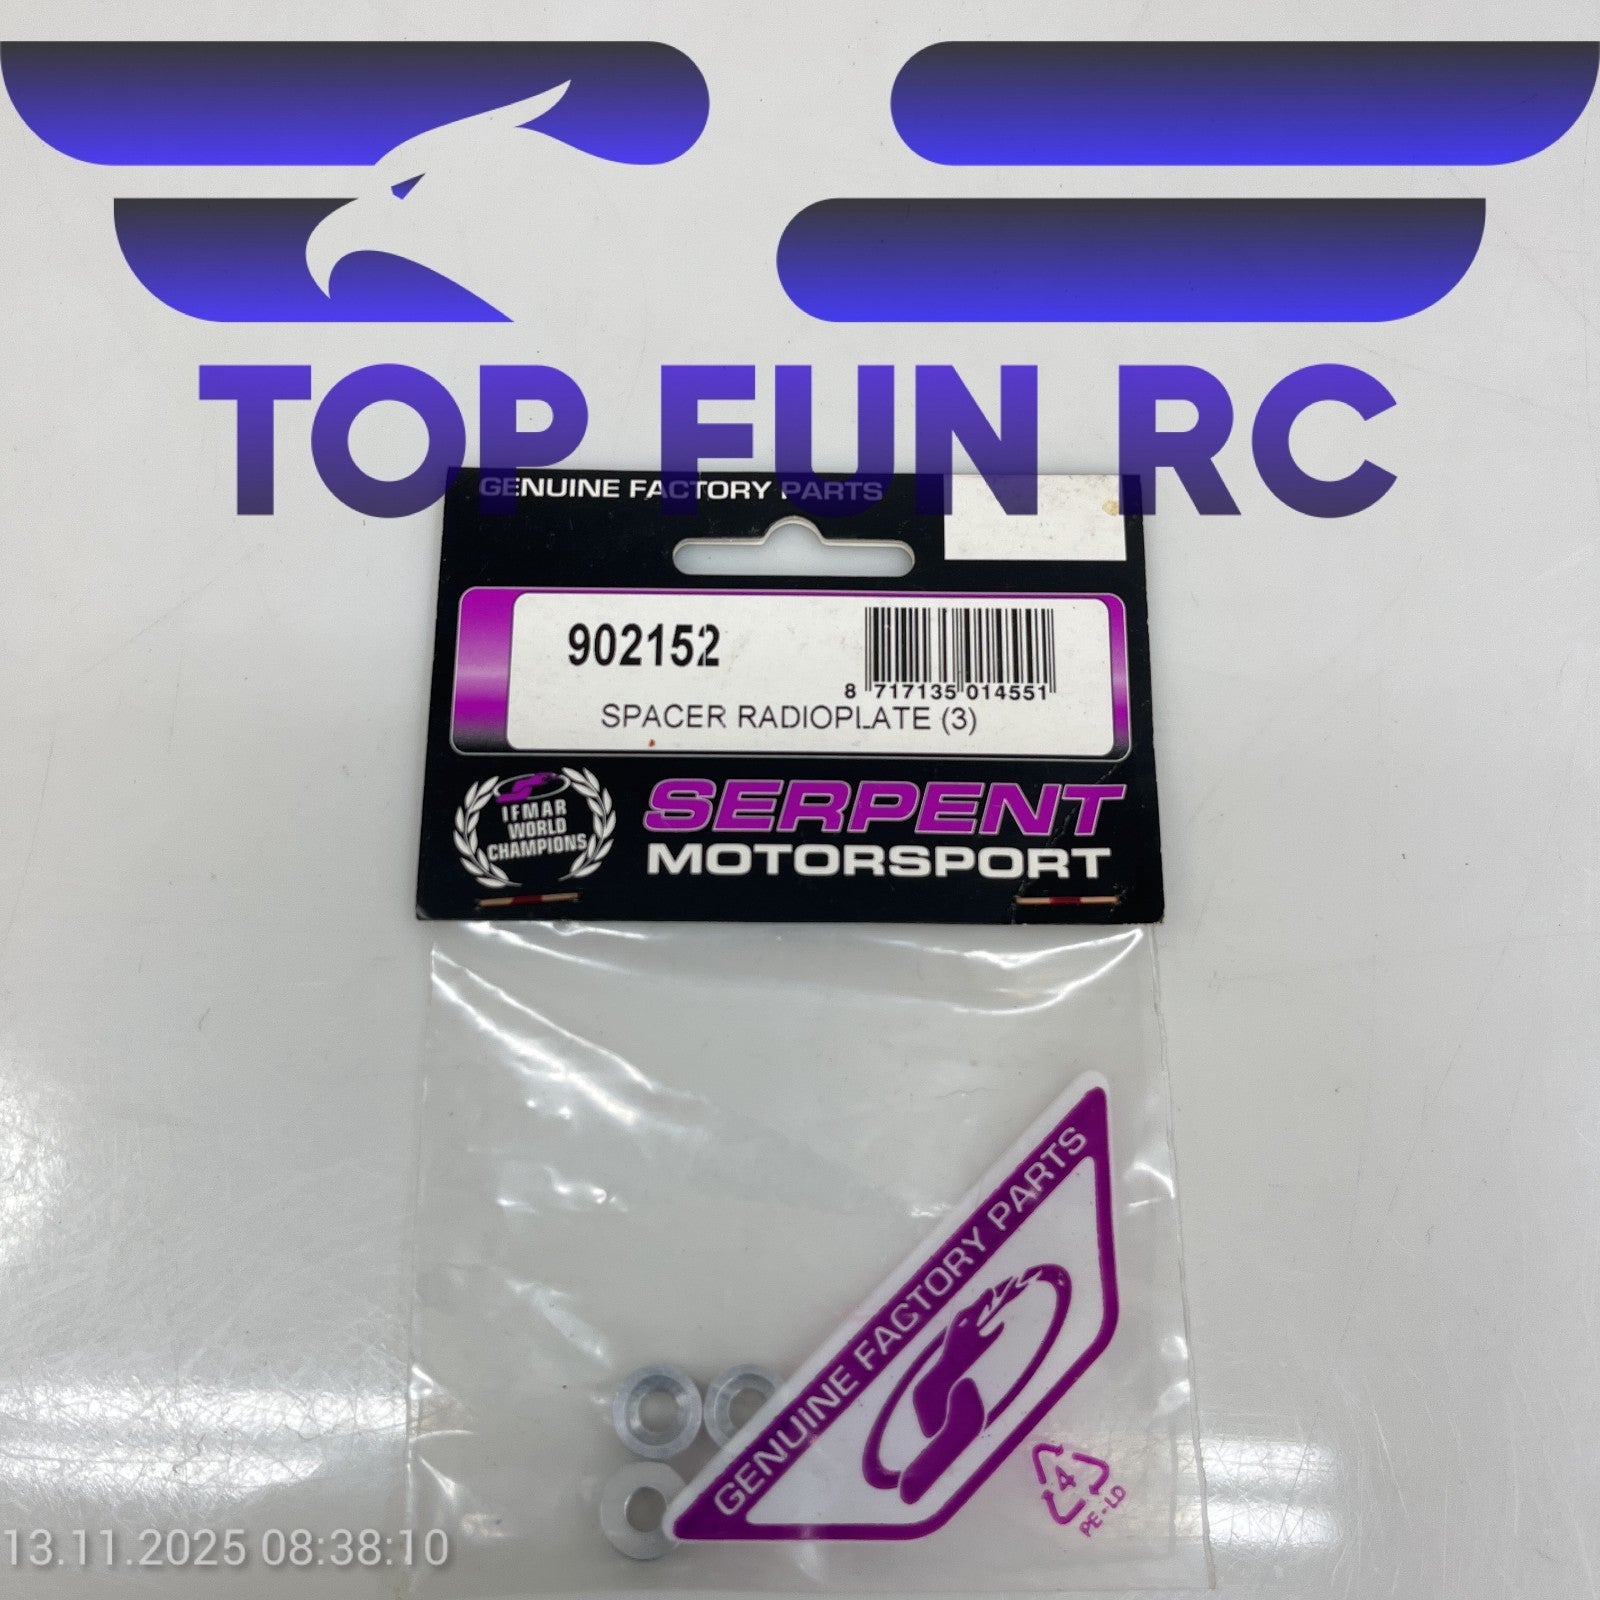 TOP FUN RC
GENUINE FACTORY PARTS
902152
8 717135 014551
SPACER RADIOPLATE (3)
IFMAR
WORLD
CHAMPIONS
SERPENT
MOTORSPORT
GENUINE FACTORY PARTS
4
PE-LD
13.11.2025 08:38:10